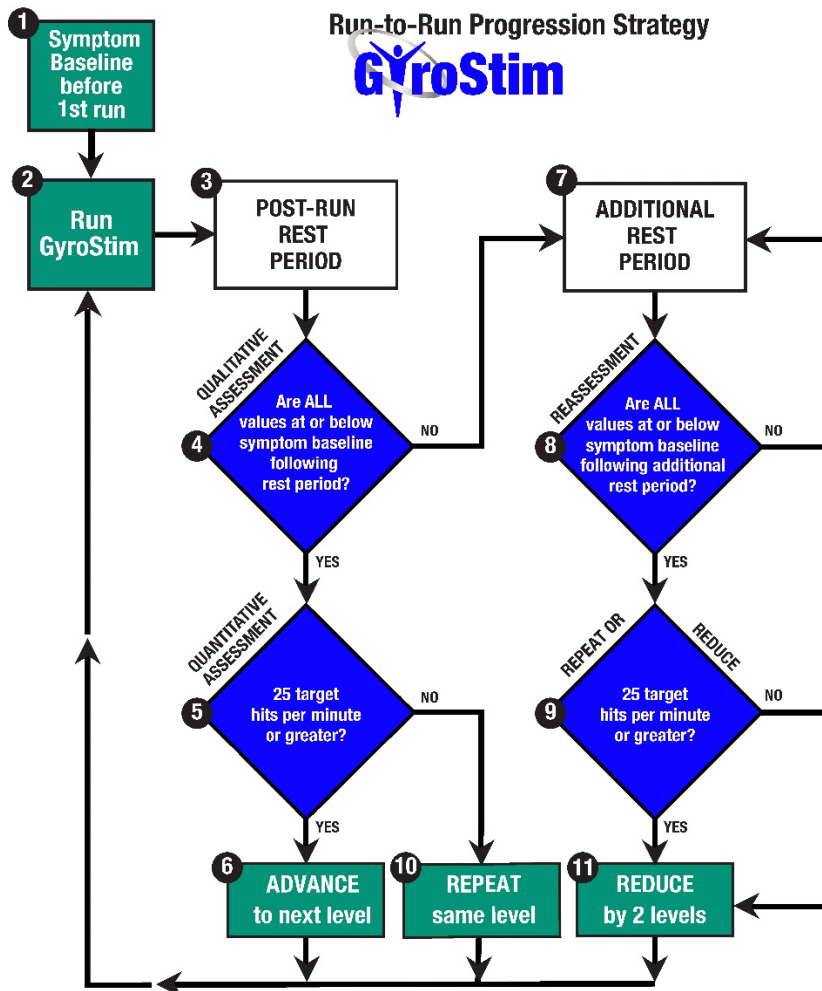 Run-to-Run Progression Strategy
GyroStim
1
Symptom
Baseline
before
1st run
2
Run
GyroStim
3
POST-RUN
REST
PERIOD
7
ADDITIONAL
REST
PERIOD
QUALITATIVE
ASSESSMENT
4
Are ALL
values at or below
symptom baseline
following
rest period?
NO
YES
REASSESSMENT
8
Are ALL
values at or below
symptom baseline
following additional
rest period?
NO
YES
QUANTITATIVE
ASSESSMENT
5
25 target
hits per minute
or greater?
NO
YES
REPEAT OR
REDUCE
9
25 target
hits per minute
or greater?
NO
YES
6
ADVANCE
to next level
10
REPEAT
same level
11
REDUCE
by 2 levels